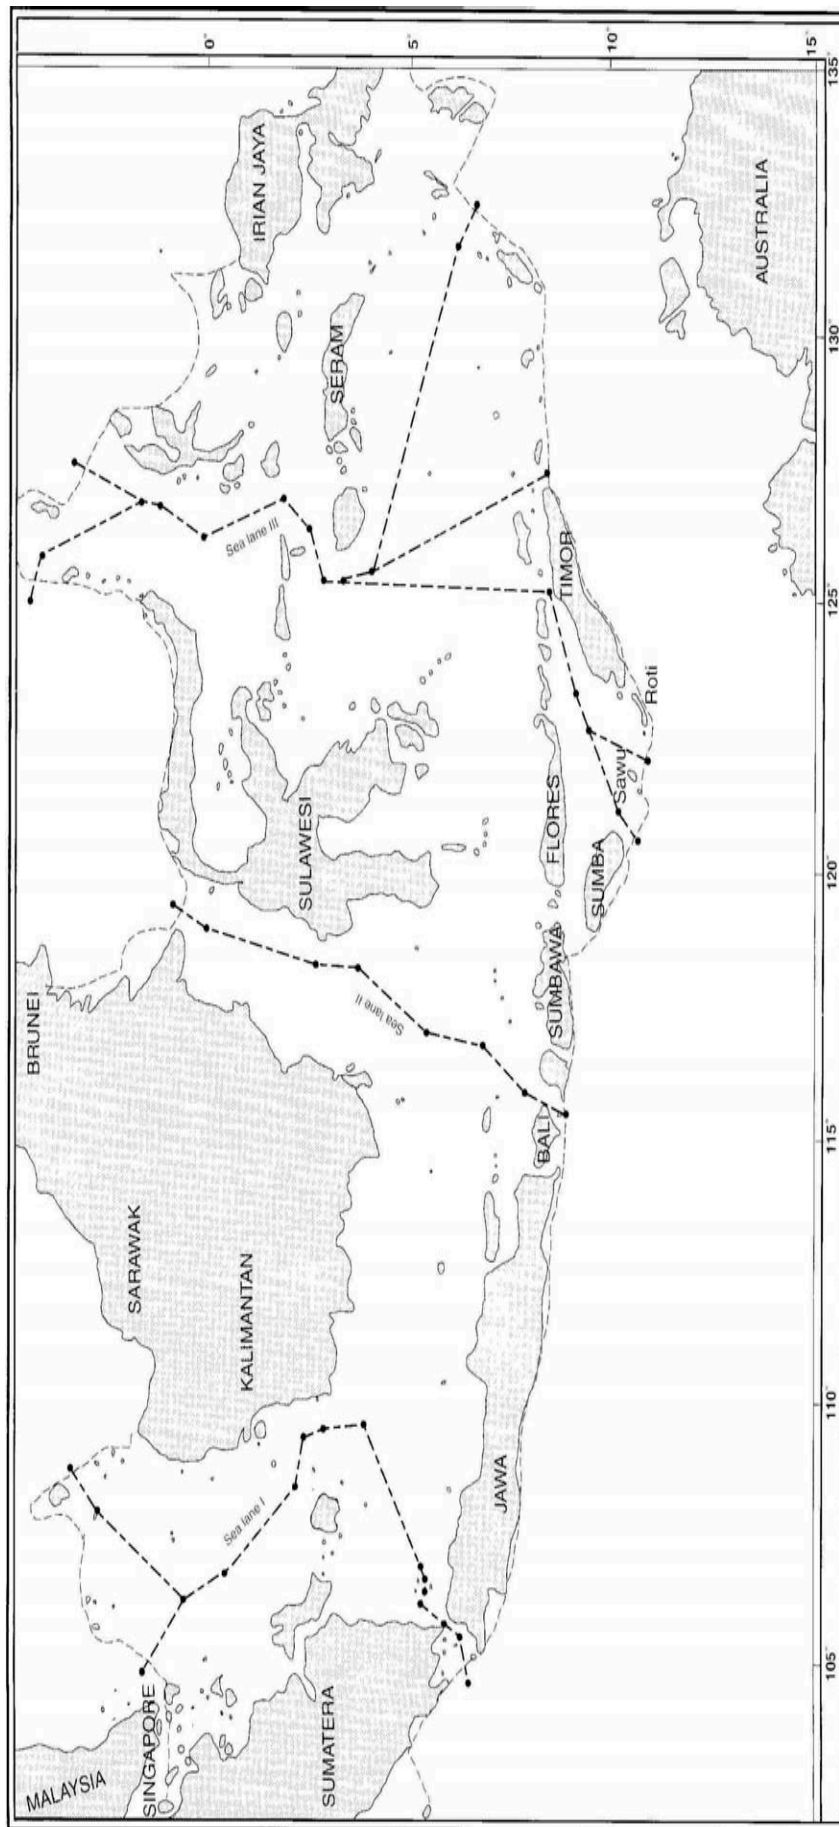 0°
5°
10°
15°
135°
130°
125°
120°
115°
110°
105°
IRIAN JAYA
AUSTRALIA
SERAM
Sea lane III
TIMOR
Roti
Sawu
FLORES
SUMBA
SULAWESI
SUMBAWA
Sea lane II
BALI
BRUNEI
SARAWAK
KALIMANTAN
JAWA
Sea lane I
SINGAPORE
SUMATERA
MALAYSIA